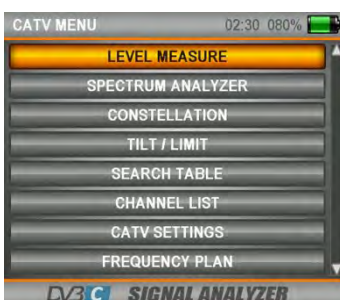 CATV MENU 02:30 080%
LEVEL MEASURE
SPECTRUM ANALYZER
CONSTELLATION
TILT / LIMIT
SEARCH TABLE
CHANNEL LIST
CATV SETTINGS
FREQUENCY PLAN
DVB C SIGNAL ANALYZER